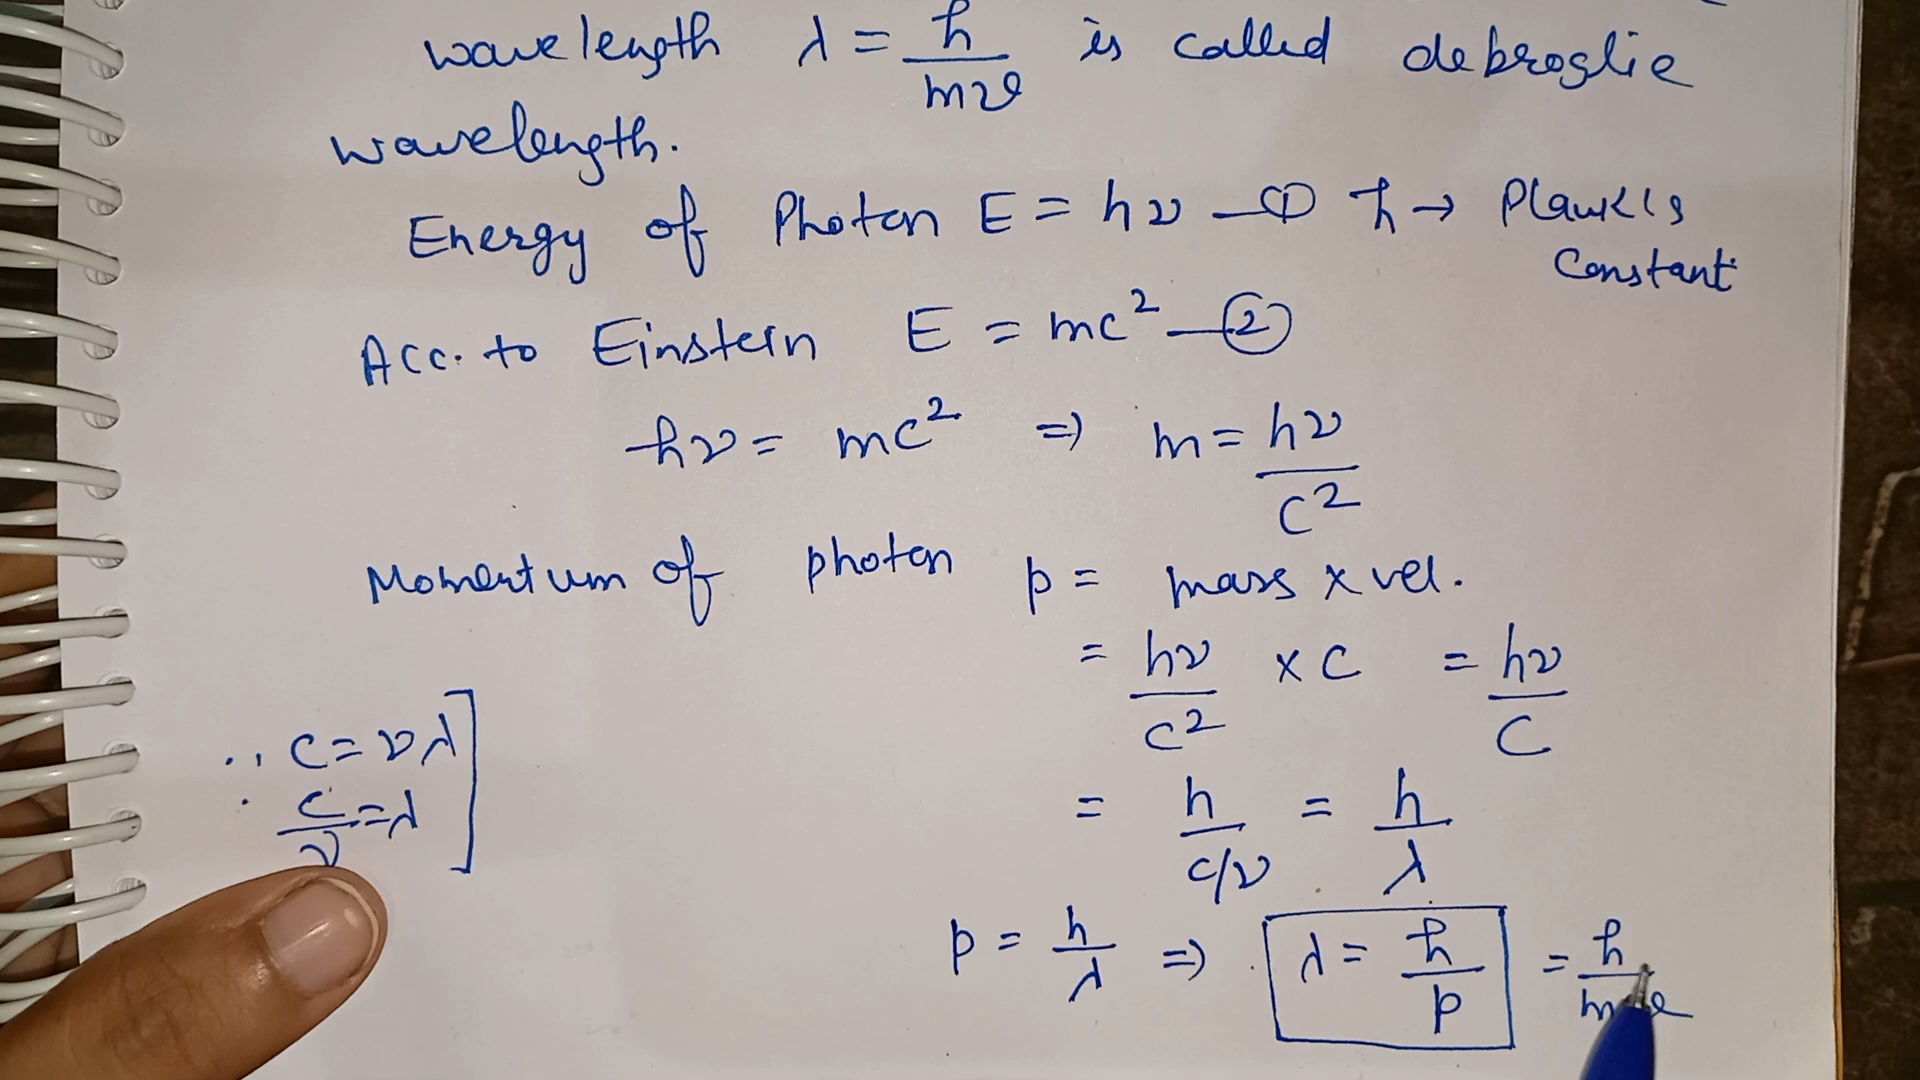 wavelength λ = h/mv is called debroglie
wavelength.
Energy of Photon E = hν —① h → Planck's
Constant
Acc. to Einstein E = mc² —②
hν = mc² ⇒ m = hν/c²
Momentum of photon p = mass x vel.
= hν/c² x C = hν/C
∵ C = νλ
= h/c/ν = h/λ
c/ν = λ
p = h/λ ⇒ λ = h/p = h/mv